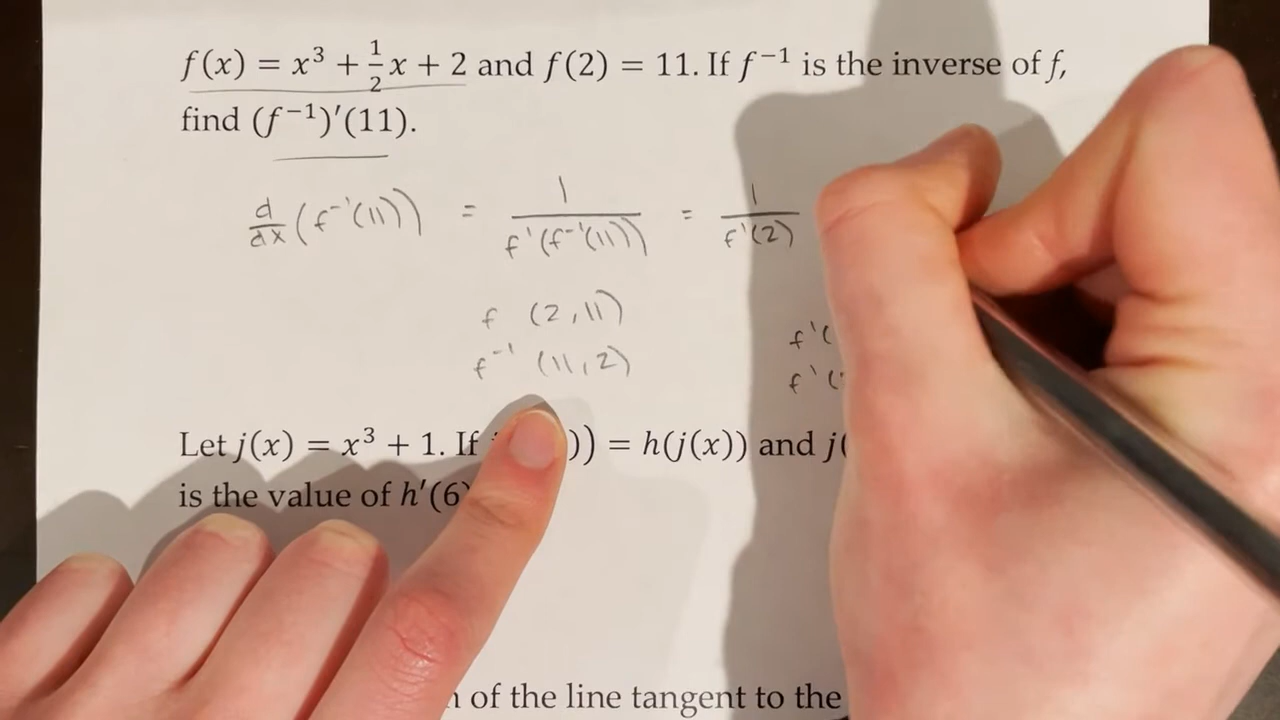 f(x) = x³ + ½x + 2 and f(2) = 11. If f⁻¹ is the inverse of f,
find (f⁻¹)′(11).
d/dx (f⁻¹(11)) = 1/f'(f⁻¹(11)) = 1/f'(2)
f (2,11)
f'(
f⁻¹ (11,2)
f'(
Let j(x) = x³ + 1. If )) = h(j(x)) and j(
is the value of h′(6)
of the line tangent to the